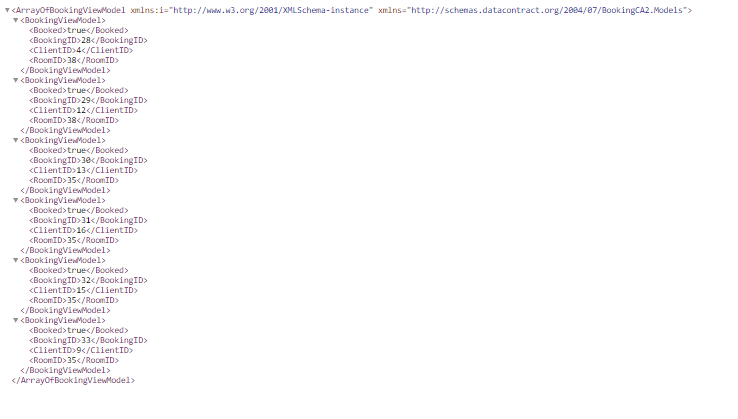 <ArrayOfBookingViewModel xmlns:i="http://www.w3.org/2001/XMLSchema-instance" xmlns="http://schemas.datacontract.org/2004/07/BookingCA2.Models">
<BookingViewModel>
<Booked>true</Booked>
<BookingID>28</BookingID>
<ClientID>4</ClientID>
<RoomID>38</RoomID>
</BookingViewModel>
<BookingViewModel>
<Booked>true</Booked>
<BookingID>29</BookingID>
<ClientID>12</ClientID>
<RoomID>38</RoomID>
</BookingViewModel>
<BookingViewModel>
<Booked>true</Booked>
<BookingID>30</BookingID>
<ClientID>13</ClientID>
<RoomID>35</RoomID>
</BookingViewModel>
<BookingViewModel>
<Booked>true</Booked>
<BookingID>31</BookingID>
<ClientID>16</ClientID>
<RoomID>35</RoomID>
</BookingViewModel>
<BookingViewModel>
<Booked>true</Booked>
<BookingID>32</BookingID>
<ClientID>15</ClientID>
<RoomID>35</RoomID>
</BookingViewModel>
<BookingViewModel>
<Booked>true</Booked>
<BookingID>33</BookingID>
<ClientID>9</ClientID>
<RoomID>35</RoomID>
</BookingViewModel>
</ArrayOfBookingViewModel>